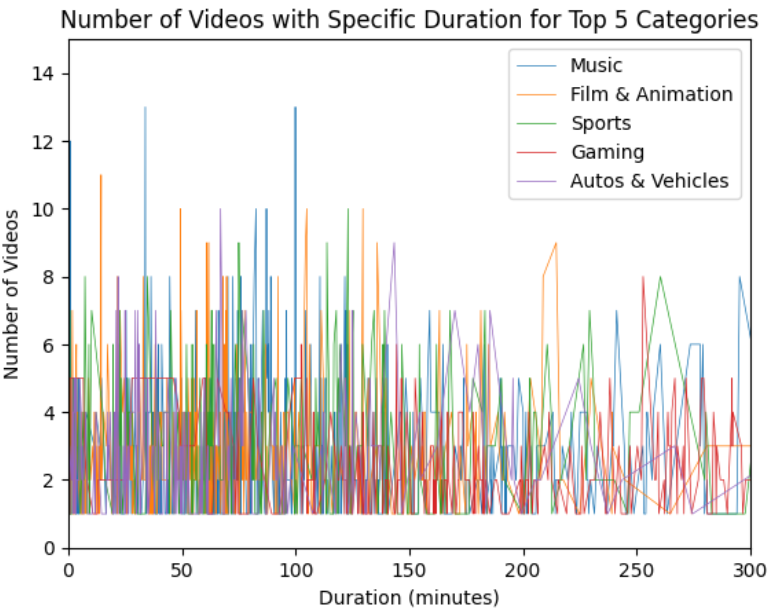 Number of Videos with Specific Duration for Top 5 Categories
Music
Film & Animation
Sports
Gaming
Autos & Vehicles
Number of Videos
14
12
10
8
6
4
2
0
0 50 100 150 200 250 300
Duration (minutes)